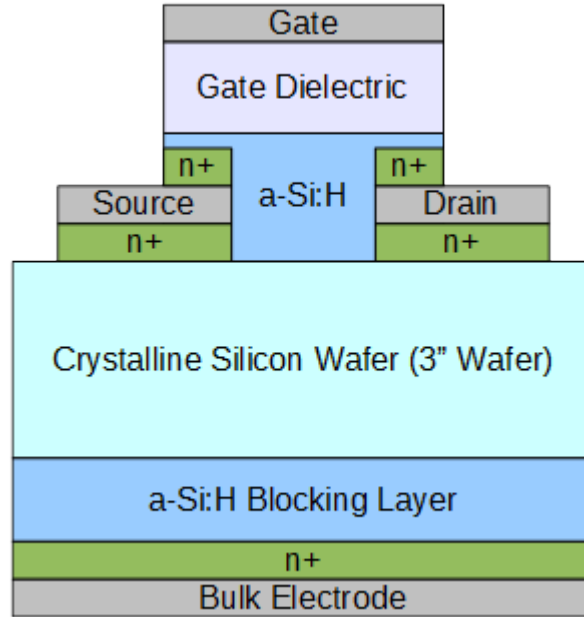 Gate
Gate Dielectric
n+ n+
a-Si:H
Source Drain
n+ n+
Crystalline Silicon Wafer (3” Wafer)
a-Si:H Blocking Layer
n+
Bulk Electrode